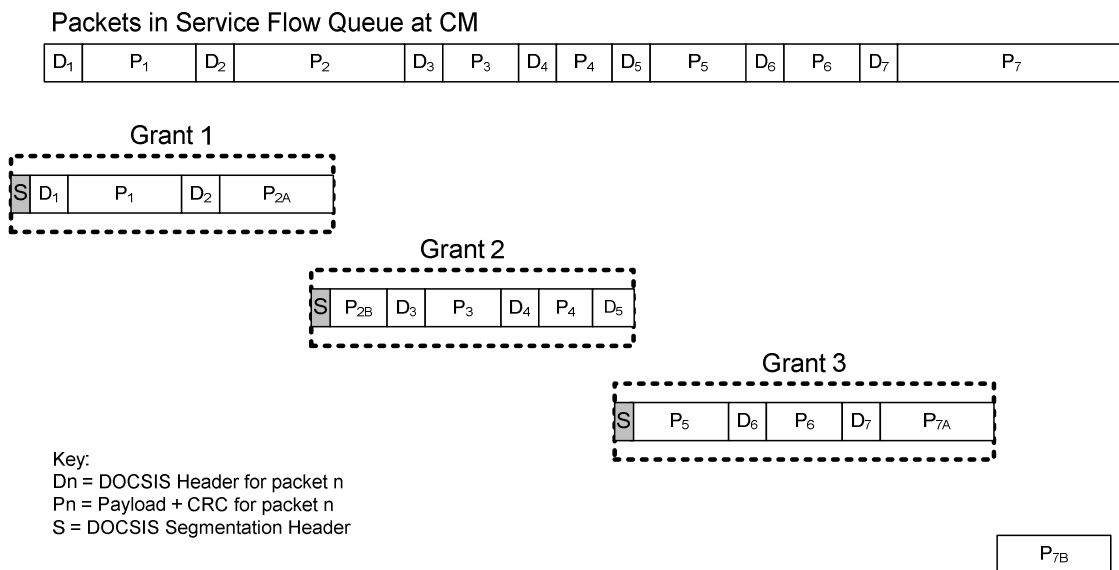 Packets in Service Flow Queue at CM
D1 P1 D2 P2 D3 P3 D4 P4 D5 P5 D6 P6 D7 P7
Grant 1
S D1 P1 D2 P2A
Grant 2
S P2B D3 P3 D4 P4 D5
Grant 3
S P5 D6 P6 D7 P7A
Key:
Dn = DOCSIS Header for packet n
Pn = Payload + CRC for packet n
S = DOCSIS Segmentation Header
P7B